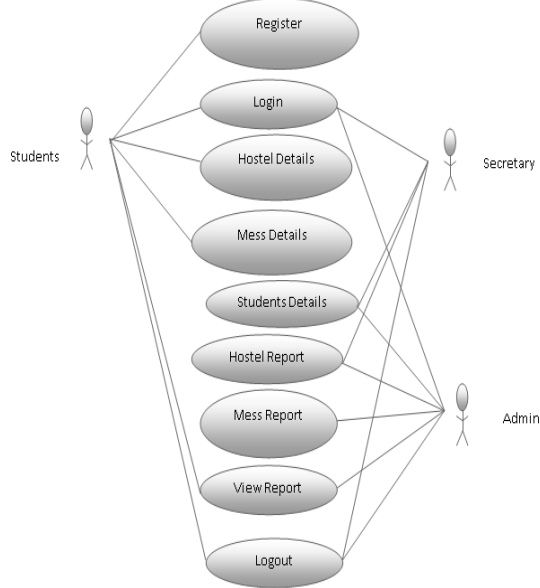 Register
Login
Students
Hostel Details
Secretary
Mess Details
Students Details
Hostel Report
Mess Report
Admin
View Report
Logout